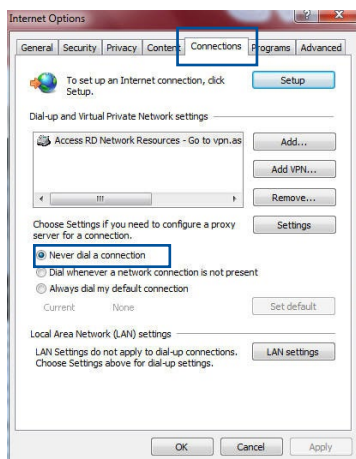 Internet Options
General Security Privacy Content Connections Programs Advanced
To set up an Internet connection, click
Setup.
Setup
Dial-up and Virtual Private Network settings
Access RD Network Resources - Go to vpn.as
Add...
Add VPN...
Remove...
Choose Settings if you need to configure a proxy
server for a connection.
Settings
Never dial a connection
Dial whenever a network connection is not present
Always dial my default connection
Current None
Set default
Local Area Network (LAN) settings
LAN Settings do not apply to dial-up connections.
Choose Settings above for dial-up settings.
LAN settings
OK Cancel Apply